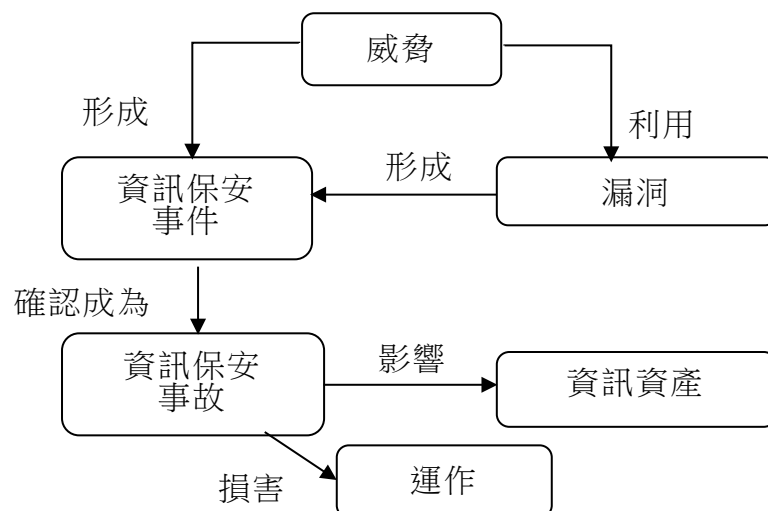 威脅
形成
利用
資訊保安
事件
形成
漏洞
確認成為
資訊保安
事故
影響
資訊資產
損害
運作